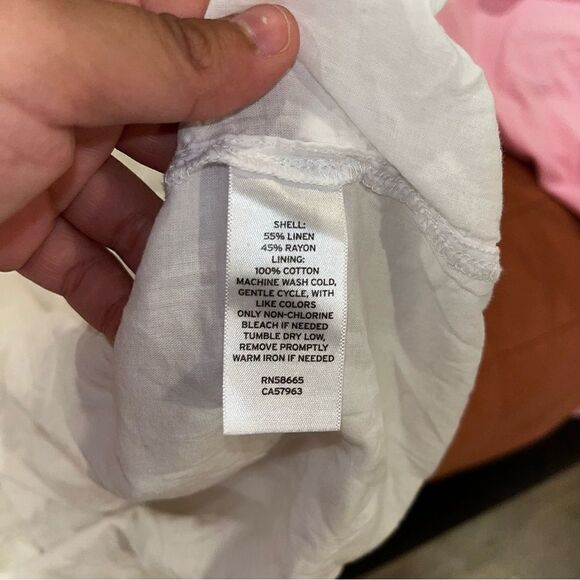 SHELL:
55% LINEN
45% RAYON
LINING:
100% COTTON
MACHINE WASH COLD,
GENTLE CYCLE, WITH
LIKE COLORS
ONLY NON-CHLORINE
BLEACH IF NEEDED
TUMBLE DRY LOW,
REMOVE PROMPTLY
WARM IRON IF NEEDED
RN58665
CA57963